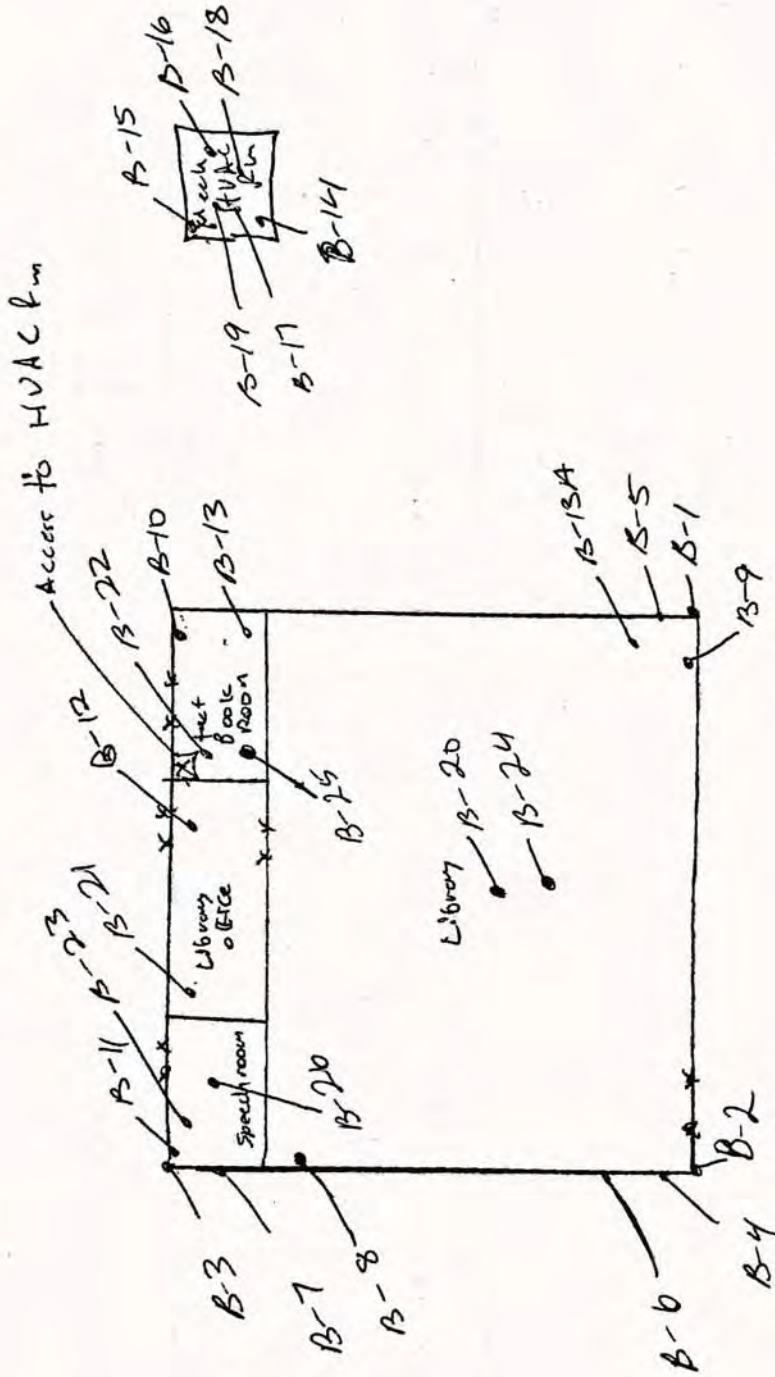 B-3
B-7
B-8
B-6
B-4
B-2
B-11
B-23
B-21
B-12
Access to HVAC Rm
B-22
B-10
B-13
Speech room
B-26
Library
office
Text
Book
Room
B-25
Library
B-20
B-24
B-13A
B-5
B-1
B-9
B-15
B-16
B-18
Mech
HVAC
Rm
B-19
B-17
B-14